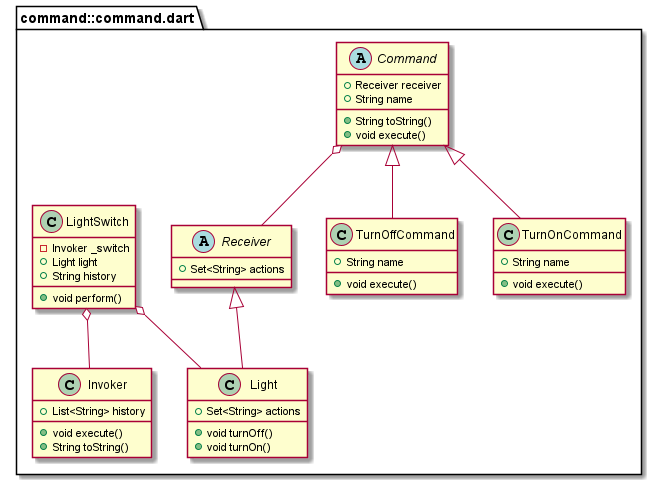 command::command.dart
A Command
Receiver receiver
String name
String toString()
void execute()
C LightSwitch
Invoker _switch
Light light
String history
void perform()
A Receiver
Set<String> actions
C TurnOffCommand
String name
void execute()
C TurnOnCommand
String name
void execute()
C Invoker
List<String> history
void execute()
String toString()
C Light
Set<String> actions
void turnOff()
void turnOn()